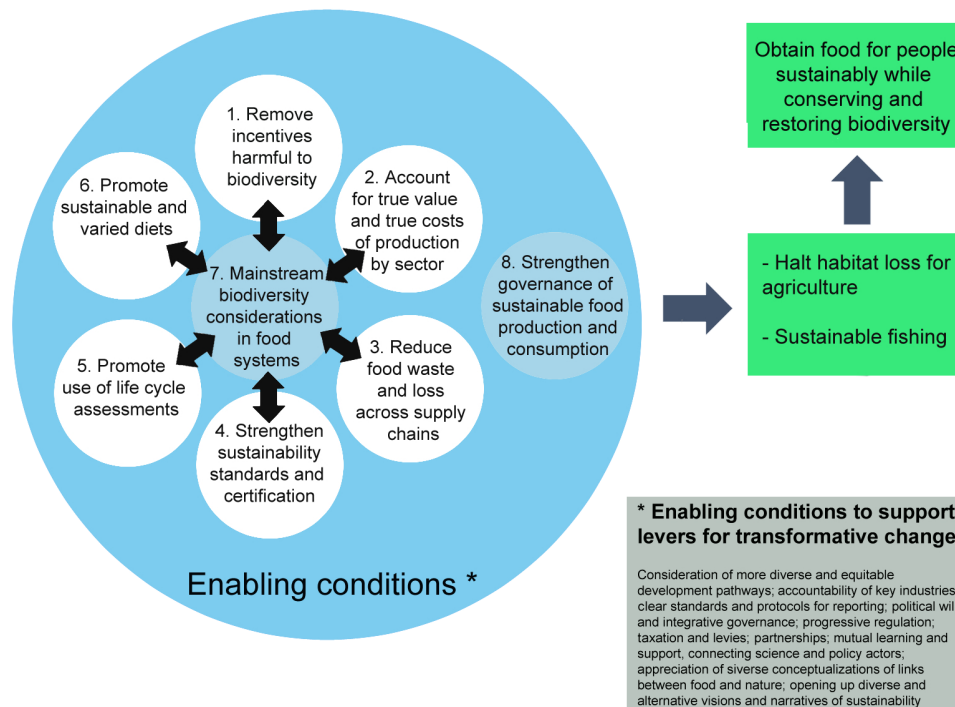 1. Remove
incentives
harmful to
biodiversity
2. Account
for true value
and true costs
of production
by sector
3. Reduce
food waste
and loss
across supply
chains
4. Strengthen
sustainability
standards and
certification
5. Promote
use of life cycle
assessments
6. Promote
sustainable and
varied diets
7. Mainstream
biodiversity
considerations
in food
systems
8. Strengthen
governance of
sustainable food
production and
consumption
Enabling conditions *
Obtain food for people
sustainably while
conserving and
restoring biodiversity
- Halt habitat loss for
agriculture
- Sustainable fishing
* Enabling conditions to support
levers for transformative change
Consideration of more diverse and equitable
development pathways; accountability of key industries
clear standards and protocols for reporting; political wil
and integrative governance; progressive regulation;
taxation and levies; partnerships; mutual learning and
support, connecting science and policy actors;
appreciation of siverse conceptualizations of links
between food and nature; opening up diverse and
alternative visions and narratives of sustainability